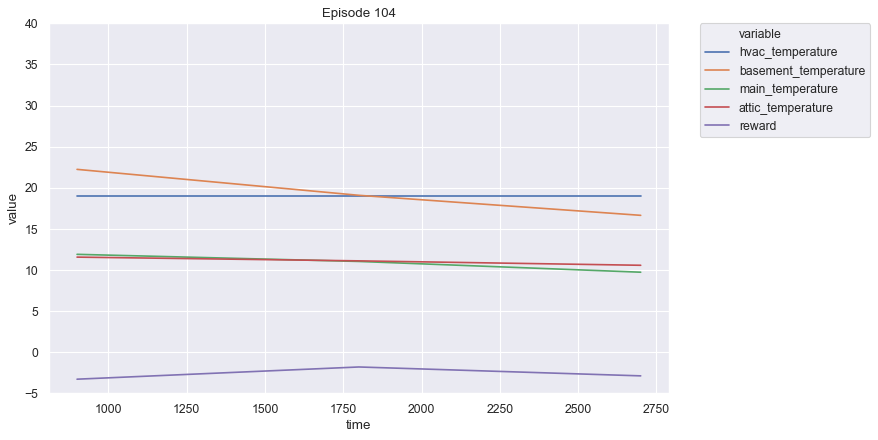 Episode 104
40
35
30
25
20
15
10
5
0
−5
value
1000
1250
1500
1750
2000
2250
2500
2750
time
variable
hvac_temperature
basement_temperature
main_temperature
attic_temperature
reward